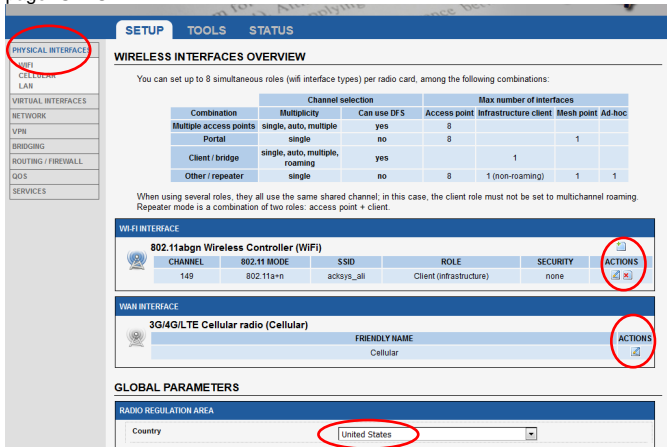 SETUP TOOLS STATUS
PHYSICAL INTERFACES
WIFI
CELLULAR
LAN
VIRTUAL INTERFACES
NETWORK
VPN
BRIDGING
ROUTING / FIREWALL
QOS
SERVICES
WIRELESS INTERFACES OVERVIEW
You can set up to 8 simultaneous roles (wifi interface types) per radio card, among the following combinations:
Channel selection Max number of interfaces
Combination Multiplicity Can use DFS Access point Infrastructure client Mesh point Ad-hoc
Multiple access points single, auto, multiple yes 8
Portal single no 8 1
Client / bridge single, auto, multiple, roaming yes 1
Other / repeater single no 8 1 (non-roaming) 1 1
When using several roles, they all use the same shared channel; in this case, the client role must not be set to multichannel roaming.
Repeater mode is a combination of two roles: access point + client.
WI-FI INTERFACE
802.11abgn Wireless Controller (WiFi)
CHANNEL 802.11 MODE SSID ROLE SECURITY ACTIONS
149 802.11a+n acksys_ali Client (infrastructure) none
WAN INTERFACE
3G/4G/LTE Cellular radio (Cellular)
FRIENDLY NAME ACTIONS
Cellular
GLOBAL PARAMETERS
RADIO REGULATION AREA
Country United States